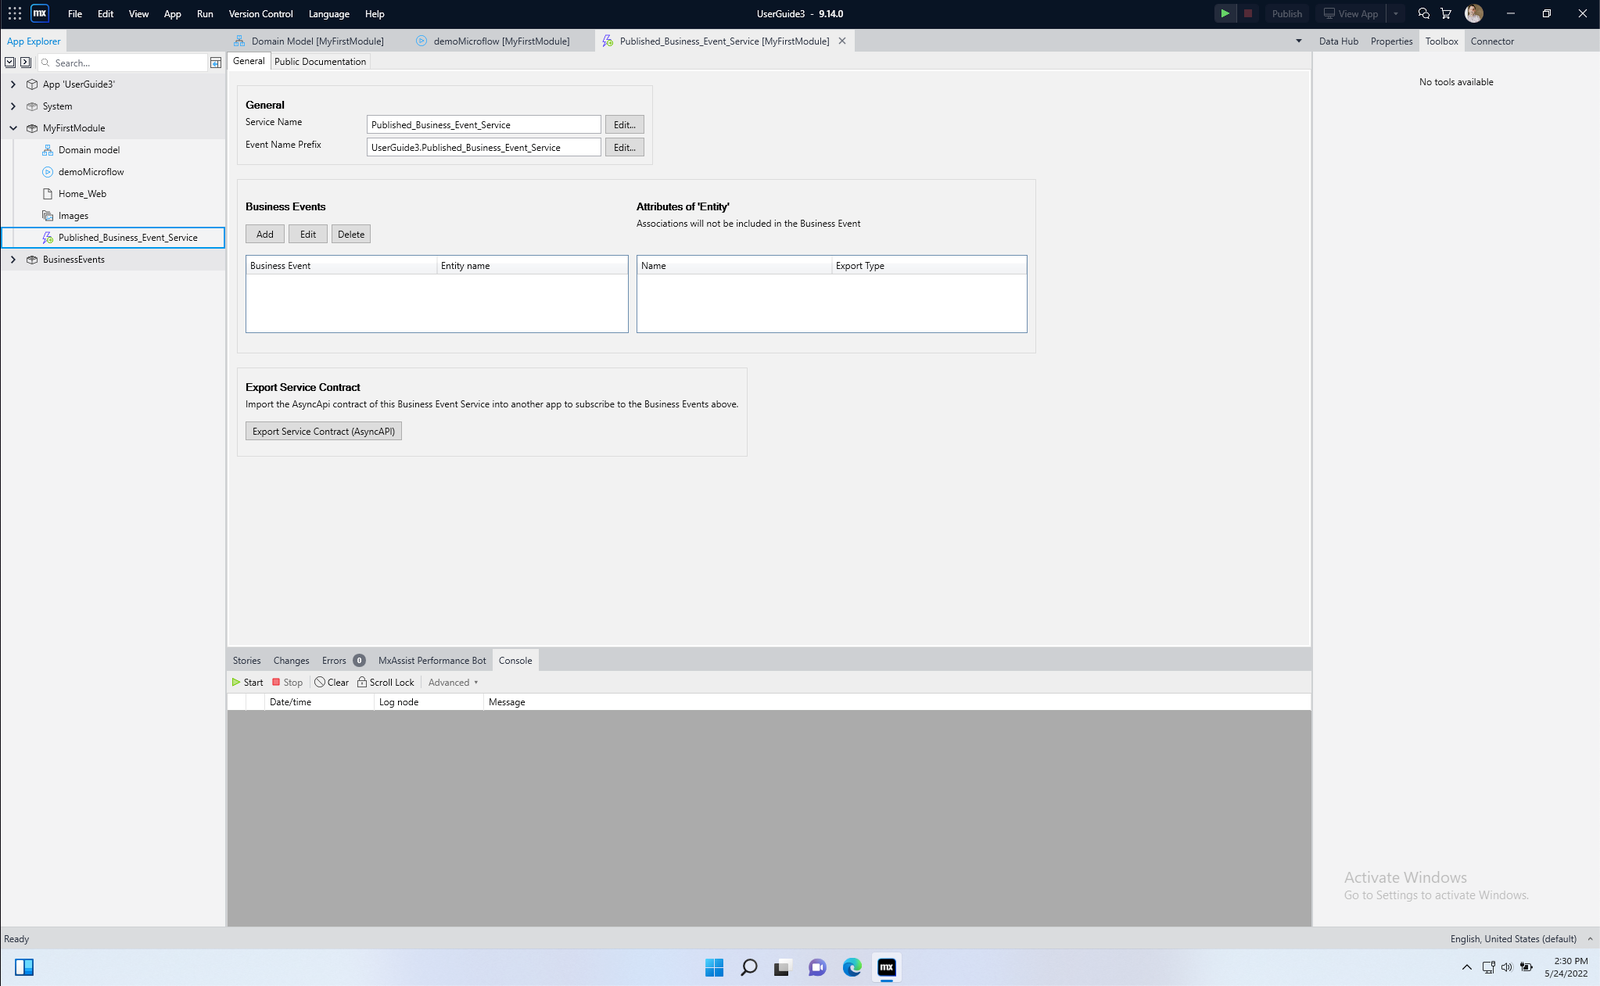 mx File Edit View App Run Version Control Language Help UserGuide3 - 9.14.0 Publish View App
App Explorer Domain Model [MyFirstModule] demoMicroflow [MyFirstModule] Published_Business_Event_Service [MyFirstModule] Data Hub Properties Toolbox Connector
Search...
General Public Documentation
No tools available
App 'UserGuide3'
System
MyFirstModule
Domain model
demoMicroflow
Home_Web
Images
Published_Business_Event_Service
BusinessEvents
General
Service Name Published_Business_Event_Service Edit...
Event Name Prefix UserGuide3.Published_Business_Event_Service Edit...
Business Events
Add Edit Delete
Business Event Entity name
Attributes of 'Entity'
Associations will not be included in the Business Event
Name Export Type
Export Service Contract
Import the AsyncApi contract of this Business Event Service into another app to subscribe to the Business Events above.
Export Service Contract (AsyncAPI)
Stories Changes Errors 0 MxAssist Performance Bot Console
Start Stop Clear Scroll Lock Advanced
Date/time Log node Message
Activate Windows
Go to Settings to activate Windows.
Ready English, United States (default)
mx 2:30 PM
5/24/2022